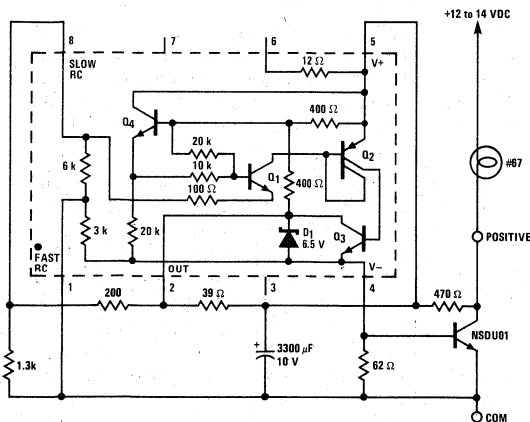 +12 to 14 VDC
8
7
6
5
SLOW
RC
12 Ω
V+
Q4
400 Ω
20 k
Q2
#67
6 k
10 k
Q1
100 Ω
400 Ω
3 k
20 k
D1
6.5 V
Q3
POSITIVE
FAST
RC
OUT
V−
1
2
3
4
200
39 Ω
470 Ω
NSDU01
1.3k
+
3300 μF
10 V
62 Ω
COM